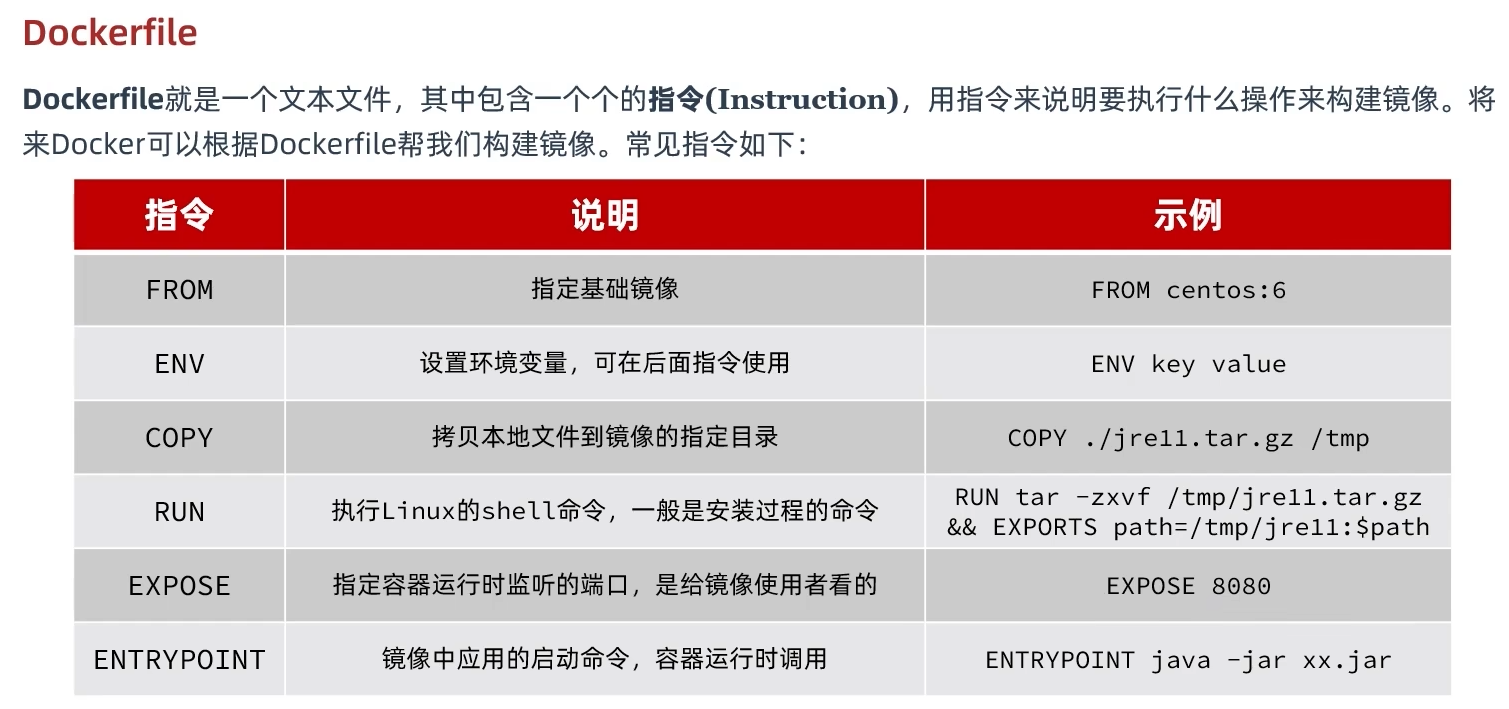 Dockerfile
Dockerfile就是一个文本文件，其中包含一个个的指令(Instruction)，用指令来说明要执行什么操作来构建镜像。将
来Docker可以根据Dockerfile帮我们构建镜像。常见指令如下：
指令 说明 示例
FROM 指定基础镜像 FROM centos:6
ENV 设置环境变量，可在后面指令使用 ENV key value
COPY 拷贝本地文件到镜像的指定目录 COPY ./jre11.tar.gz /tmp
RUN 执行Linux的shell命令，一般是安装过程的命令 RUN tar -zxvf /tmp/jre11.tar.gz
&& EXPORTS path=/tmp/jre11:$path
EXPOSE 指定容器运行时监听的端口，是给镜像使用者看的 EXPOSE 8080
ENTRYPOINT 镜像中应用的启动命令，容器运行时调用 ENTRYPOINT java -jar xx.jar